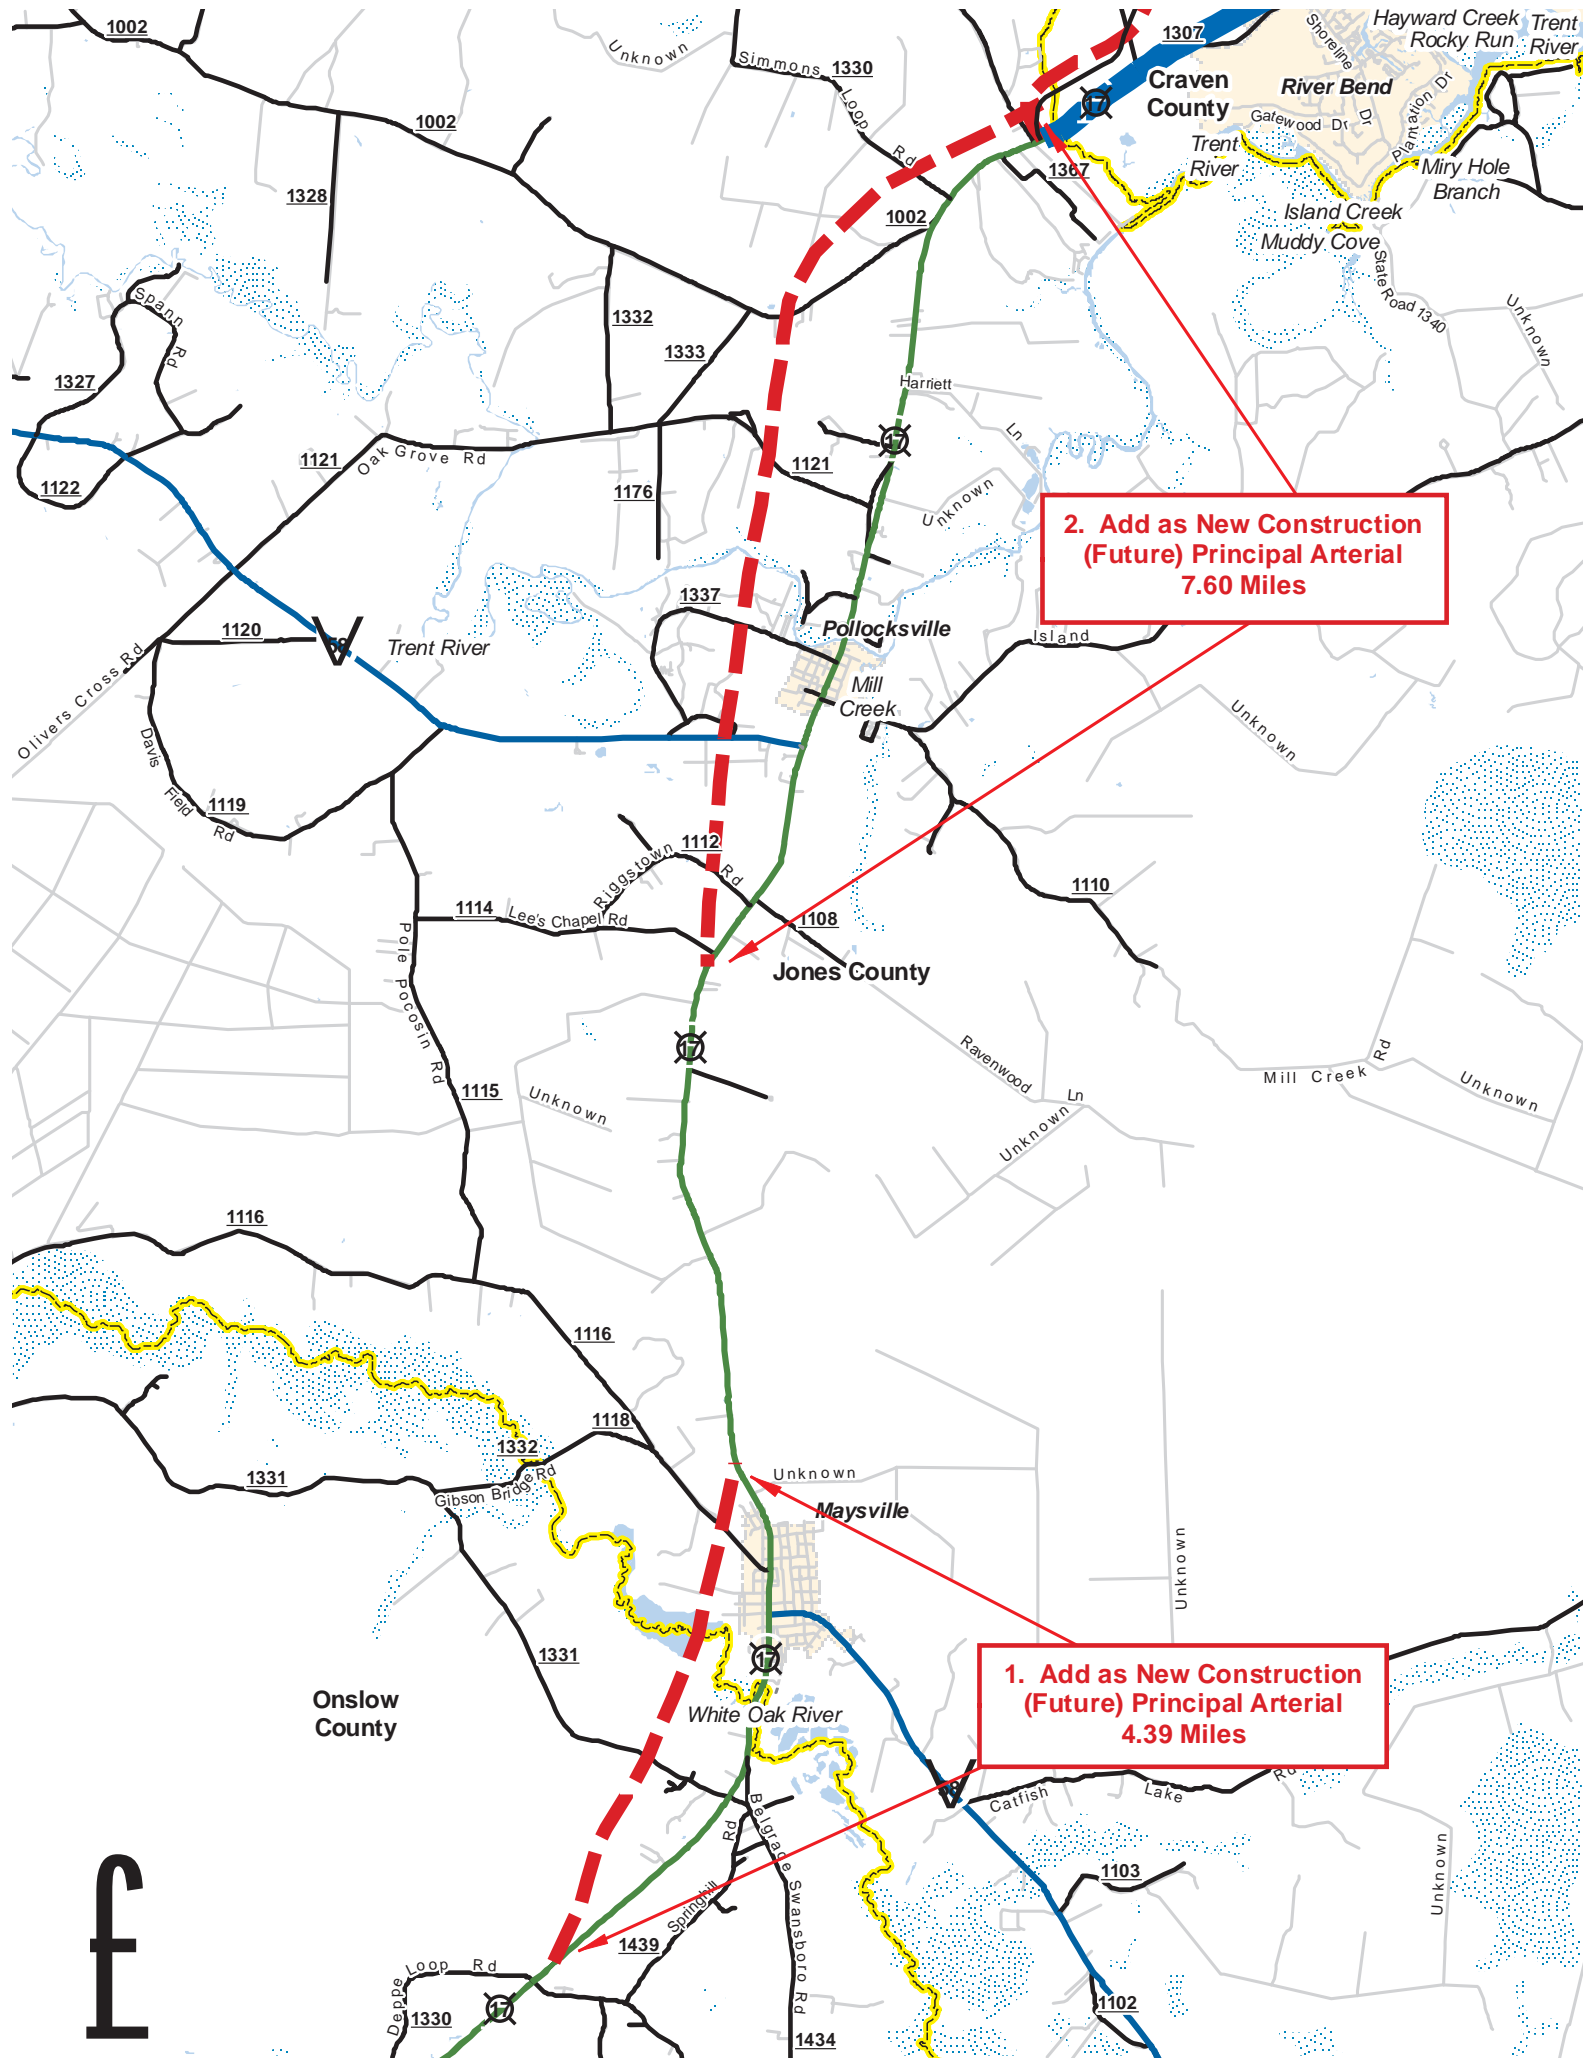 1002
Unknown
Simmons
1330
Loop
Rd
1307
Shoreline
Hayward Creek
Rocky Run
Trent
River
Craven
County
River Bend
17
Gatewood Dr
Dr
Plantation Dr
1002
Trent
River
1367
Miry Hole
Branch
1328
Island Creek
Muddy Cove
1002
State Road 1340
Spann
Rd
Unknown
1332
1333
1327
Harriett
Ln
17
1121
Oak Grove Rd
1121
1122
1176
Unknown
2. Add as New Construction
(Future) Principal Arterial
7.60 Miles
1337
Pollocksville
1120
58
Trent River
Island
Olivers Cross Rd
Mill
Creek
Unknown
Davis
Field
Rd
1119
1112
Riggstown
Rd
1110
1114
Lee's Chapel Rd
1108
Pole Pocosin Rd
Jones County
17
Ravenwood
Ln
Mill Creek
Rd
Unknown
1115
Unknown
Unknown
1116
1116
1118
1332
1331
Gibson Bridge Rd
Unknown
Maysville
Unknown
1331
17
1. Add as New Construction
(Future) Principal Arterial
4.39 Miles
Onslow
County
White Oak River
Catfish
Lake
Rd
Belgrade Swansboro Rd
Rd
Springhill
1103
Unknown
1439
Deppe Loop Rd
1330
17
1102
1434
£